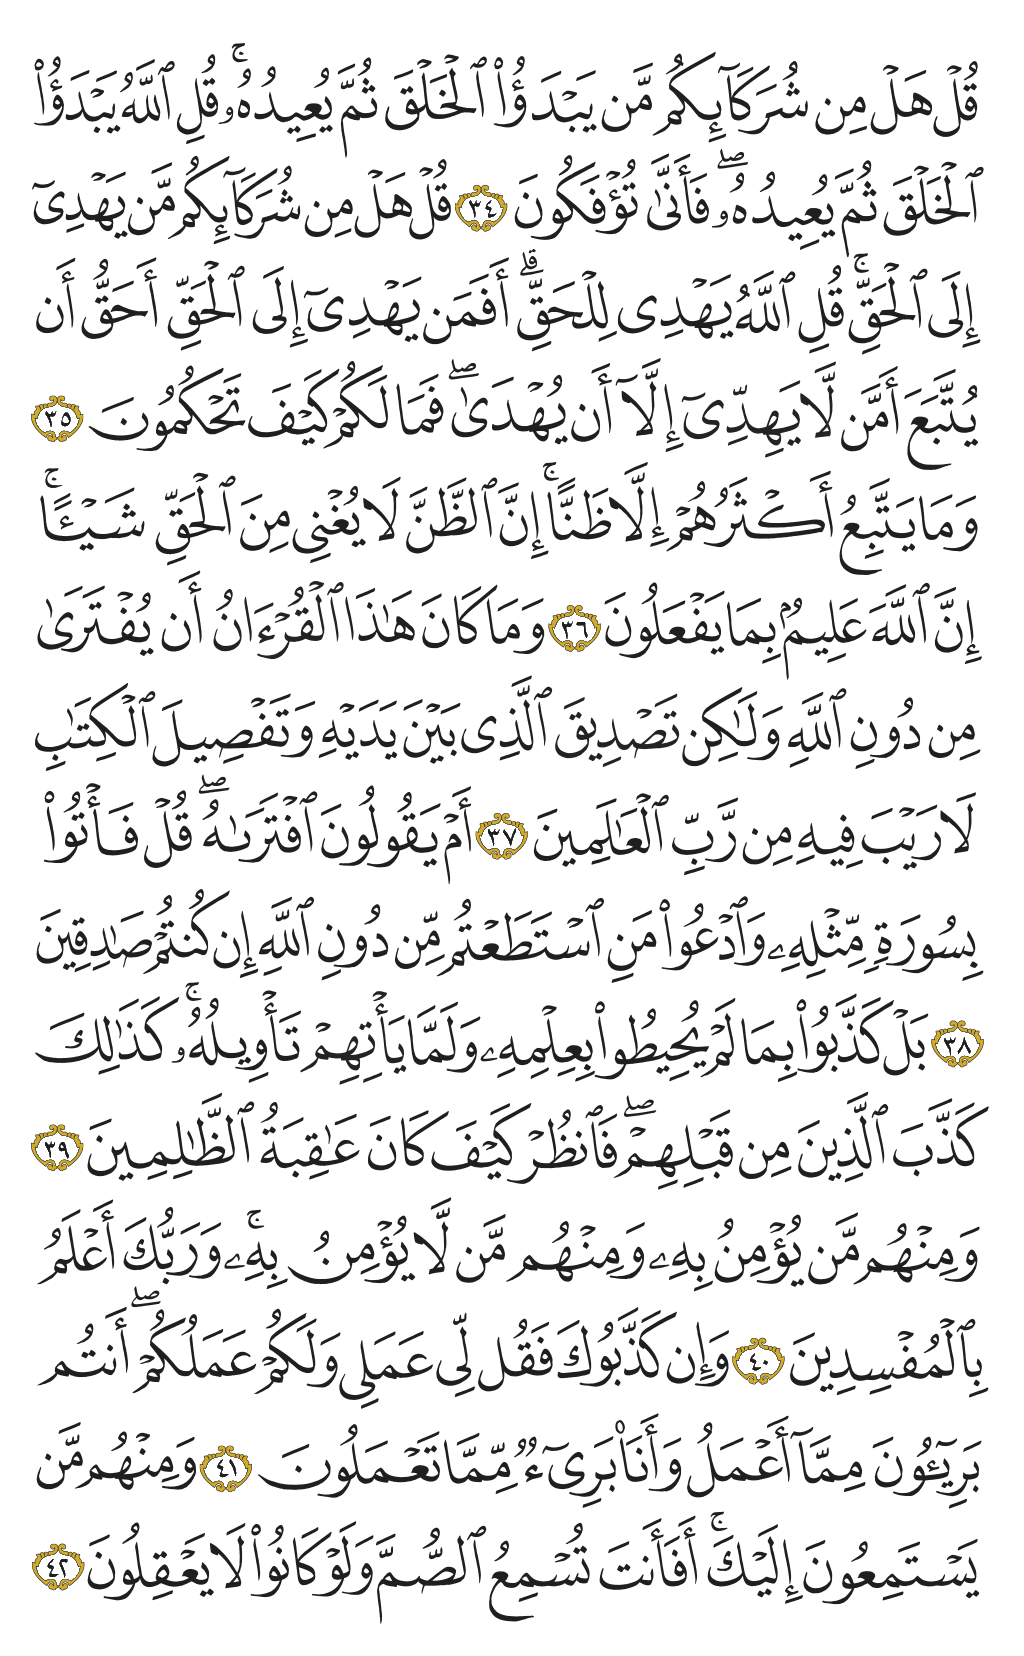 قُلۡ هَلۡ مِن شُرَكَآئِكُم مَّن يَبۡدَؤُاْ ٱلۡخَلۡقَ ثُمَّ يُعِيدُهُۥۚ قُلِ ٱللَّهُ يَبۡدَؤُاْ
ٱلۡخَلۡقَ ثُمَّ يُعِيدُهُۥۖ فَأَنَّىٰ تُؤۡفَكُونَ ٣٤ قُلۡ هَلۡ مِن شُرَكَآئِكُم مَّن يَهۡدِيٓ
إِلَى ٱلۡحَقِّۚ قُلِ ٱللَّهُ يَهۡدِي لِلۡحَقِّۗ أَفَمَن يَهۡدِيٓ إِلَى ٱلۡحَقِّ أَحَقُّ أَن
يُتَّبَعَ أَمَّن لَّا يَهِدِّيٓ إِلَّآ أَن يُهۡدَىٰۖ فَمَا لَكُمۡ كَيۡفَ تَحۡكُمُونَ ٣٥
وَمَا يَتَّبِعُ أَكۡثَرُهُمۡ إِلَّا ظَنًّاۚ إِنَّ ٱلظَّنَّ لَا يُغۡنِي مِنَ ٱلۡحَقِّ شَيۡـًٔاۚ
إِنَّ ٱللَّهَ عَلِيمُۢ بِمَا يَفۡعَلُونَ ٣٦ وَمَا كَانَ هَٰذَا ٱلۡقُرۡءَانُ أَن يُفۡتَرَىٰ
مِن دُونِ ٱللَّهِ وَلَٰكِن تَصۡدِيقَ ٱلَّذِي بَيۡنَ يَدَيۡهِ وَتَفۡصِيلَ ٱلۡكِتَٰبِ
لَا رَيۡبَ فِيهِ مِن رَّبِّ ٱلۡعَٰلَمِينَ ٣٧ أَمۡ يَقُولُونَ ٱفۡتَرَىٰهُۖ قُلۡ فَأۡتُواْ
بِسُورَةٖ مِّثۡلِهِۦ وَٱدۡعُواْ مَنِ ٱسۡتَطَعۡتُم مِّن دُونِ ٱللَّهِ إِن كُنتُمۡ صَٰدِقِينَ
٣٨ بَلۡ كَذَّبُواْ بِمَا لَمۡ يُحِيطُواْ بِعِلۡمِهِۦ وَلَمَّا يَأۡتِهِمۡ تَأۡوِيلُهُۥۚ كَذَٰلِكَ
كَذَّبَ ٱلَّذِينَ مِن قَبۡلِهِمۡۖ فَٱنظُرۡ كَيۡفَ كَانَ عَٰقِبَةُ ٱلظَّٰلِمِينَ ٣٩
وَمِنۡهُم مَّن يُؤۡمِنُ بِهِۦ وَمِنۡهُم مَّن لَّا يُؤۡمِنُ بِهِۦۚ وَرَبُّكَ أَعۡلَمُ
بِٱلۡمُفۡسِدِينَ ٤٠ وَإِن كَذَّبُوكَ فَقُل لِّي عَمَلِي وَلَكُمۡ عَمَلُكُمۡۖ أَنتُم
بَرِيٓـُٔونَ مِمَّآ أَعۡمَلُ وَأَنَا۠ بَرِيٓءٞ مِّمَّا تَعۡمَلُونَ ٤١ وَمِنۡهُم مَّن
يَسۡتَمِعُونَ إِلَيۡكَۚ أَفَأَنتَ تُسۡمِعُ ٱلصُّمَّ وَلَوۡ كَانُواْ لَا يَعۡقِلُونَ ٤٢